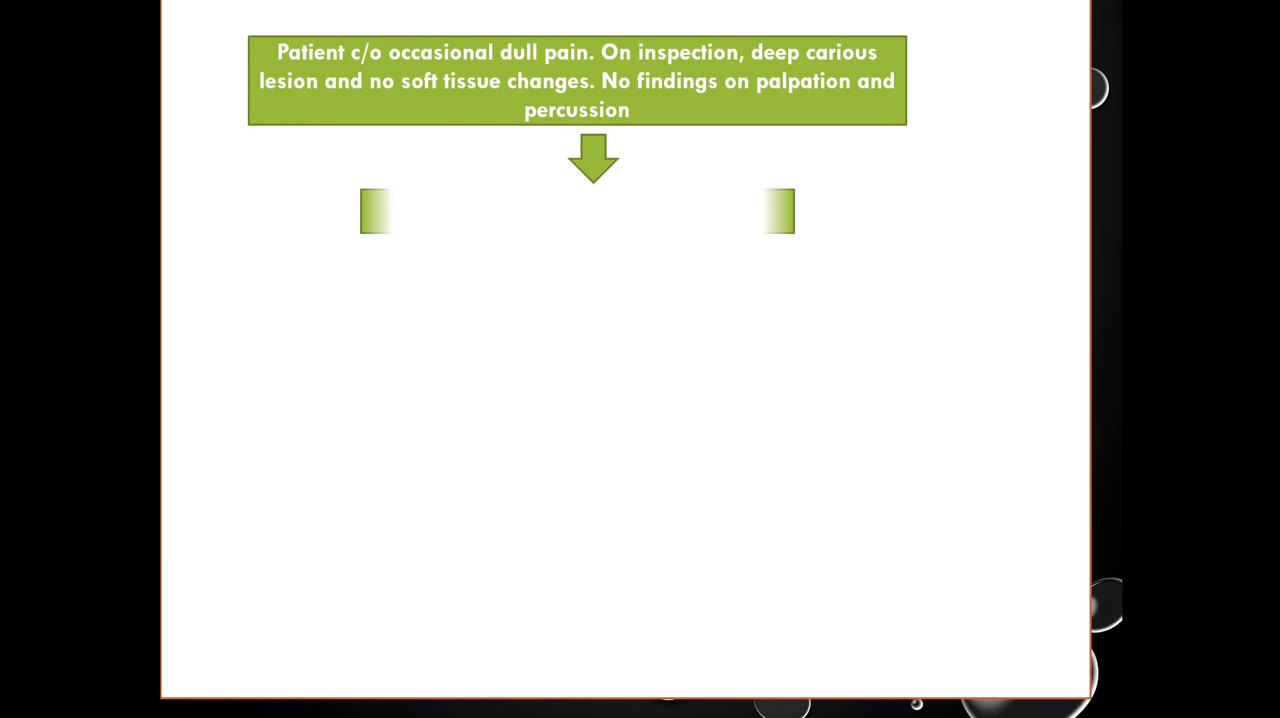 Patient c/o occasional dull pain. On inspection, deep carious
lesion and no soft tissue changes. No findings on palpation and
percussion